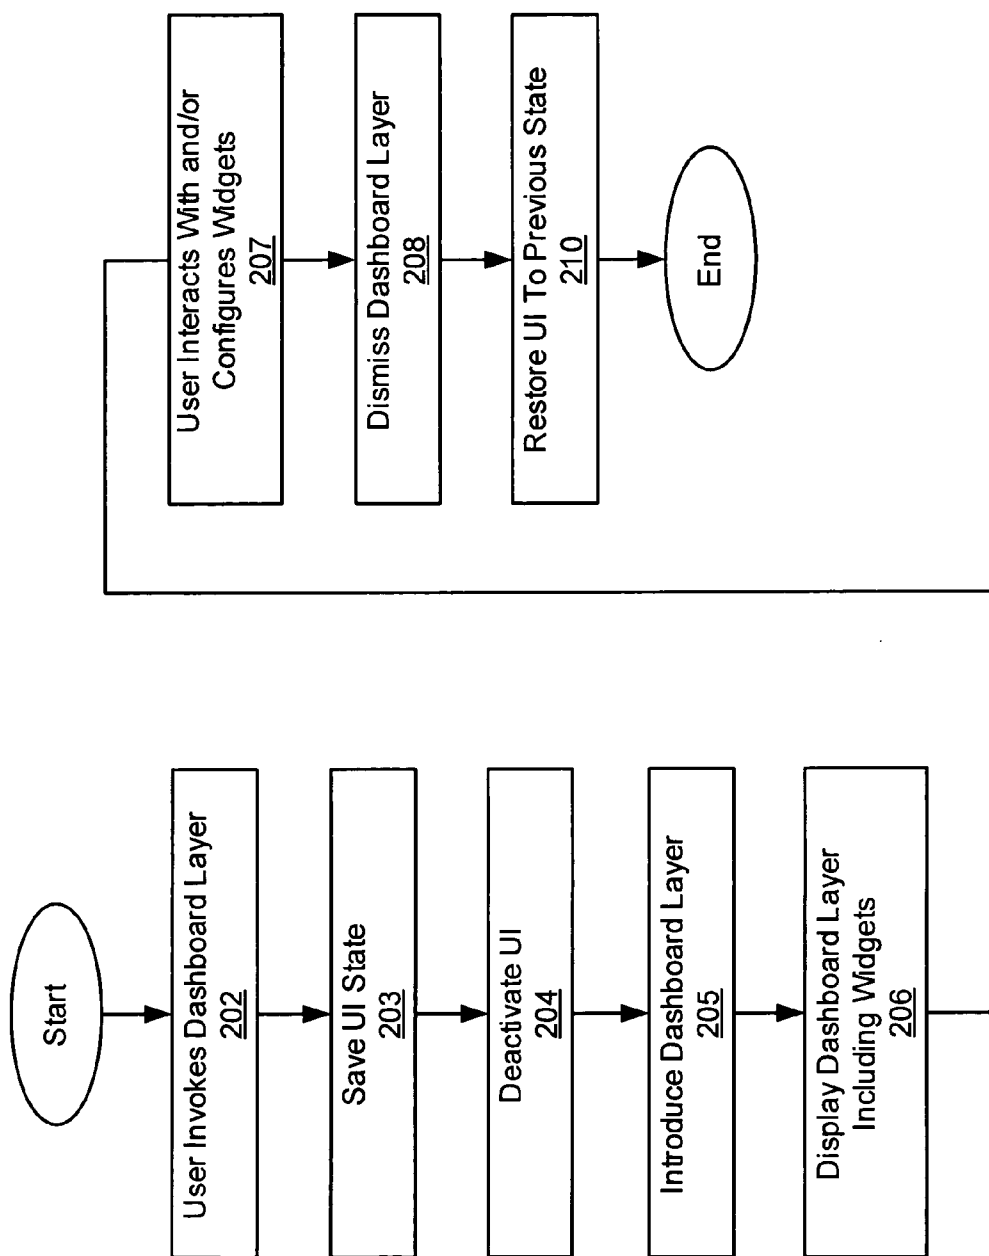 Start
User Invokes Dashboard Layer
202
Save UI State
203
Deactivate UI
204
Introduce Dashboard Layer
205
Display Dashboard Layer
Including Widgets
206
User Interacts With and/or
Configures Widgets
207
Dismiss Dashboard Layer
208
Restore UI To Previous State
210
End